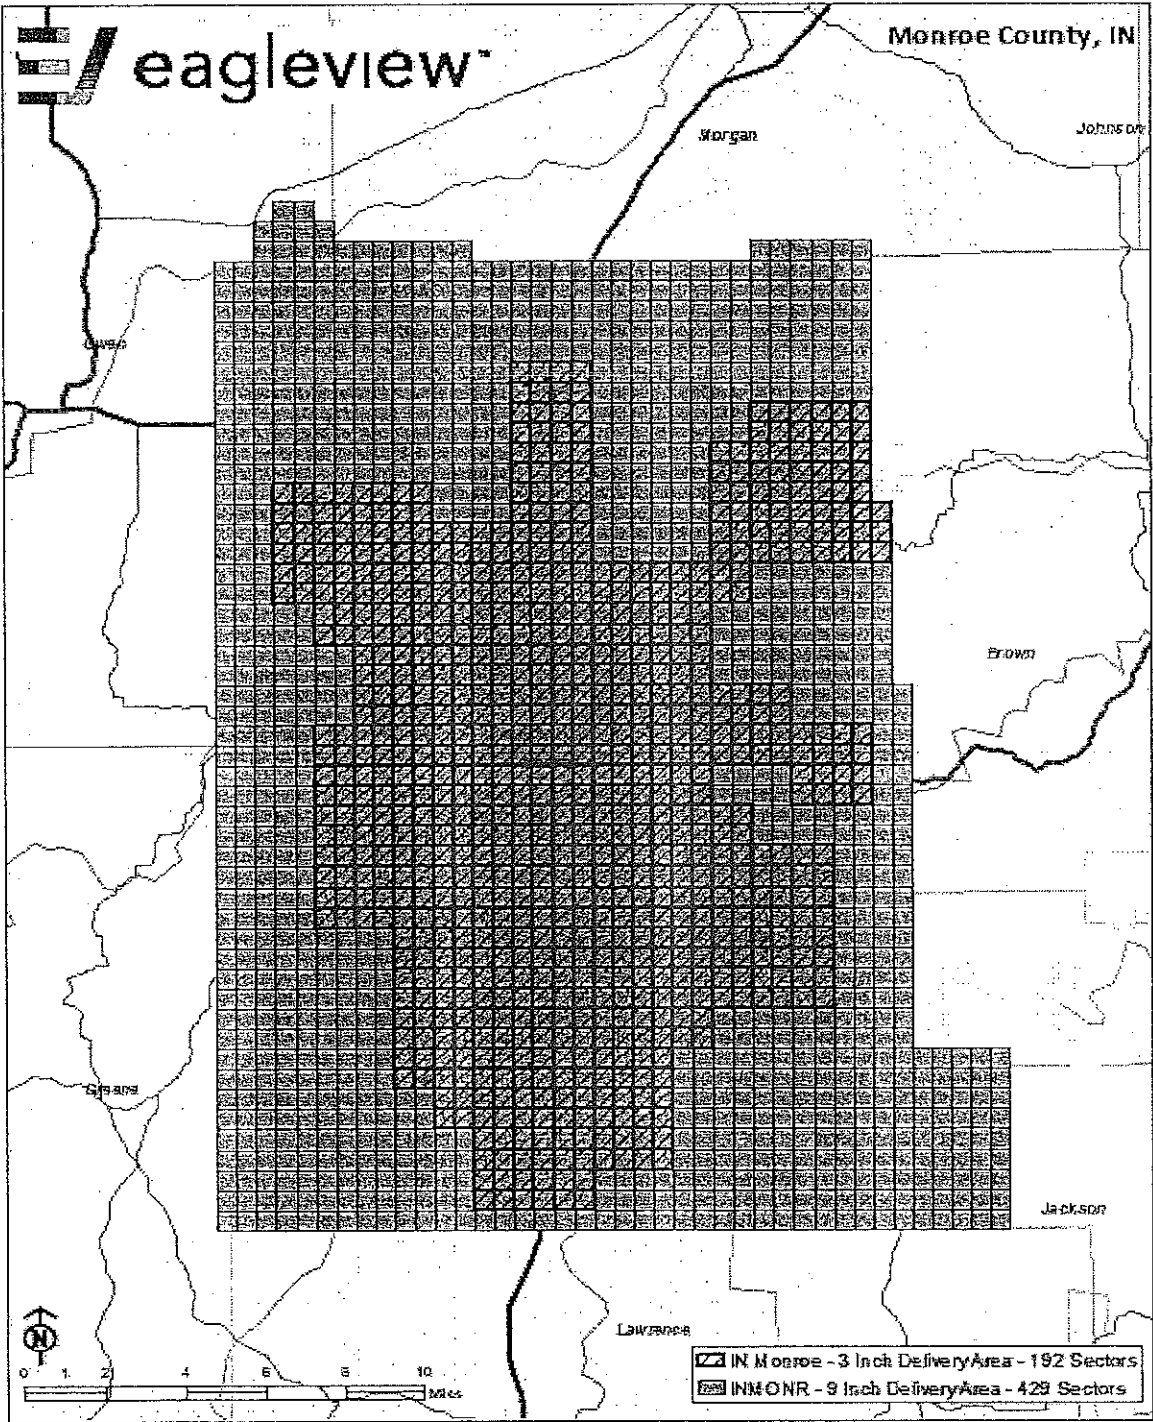 eagleview™
Monroe County, IN
Morgan
Johnson
Owen
Brown
Greene
Jackson
Lawrence
N
0 1 2 4 6 8 10
Miles
IN Monroe - 3 Inch Delivery Area - 192 Sectors
INMONR - 9 Inch Delivery Area - 429 Sectors